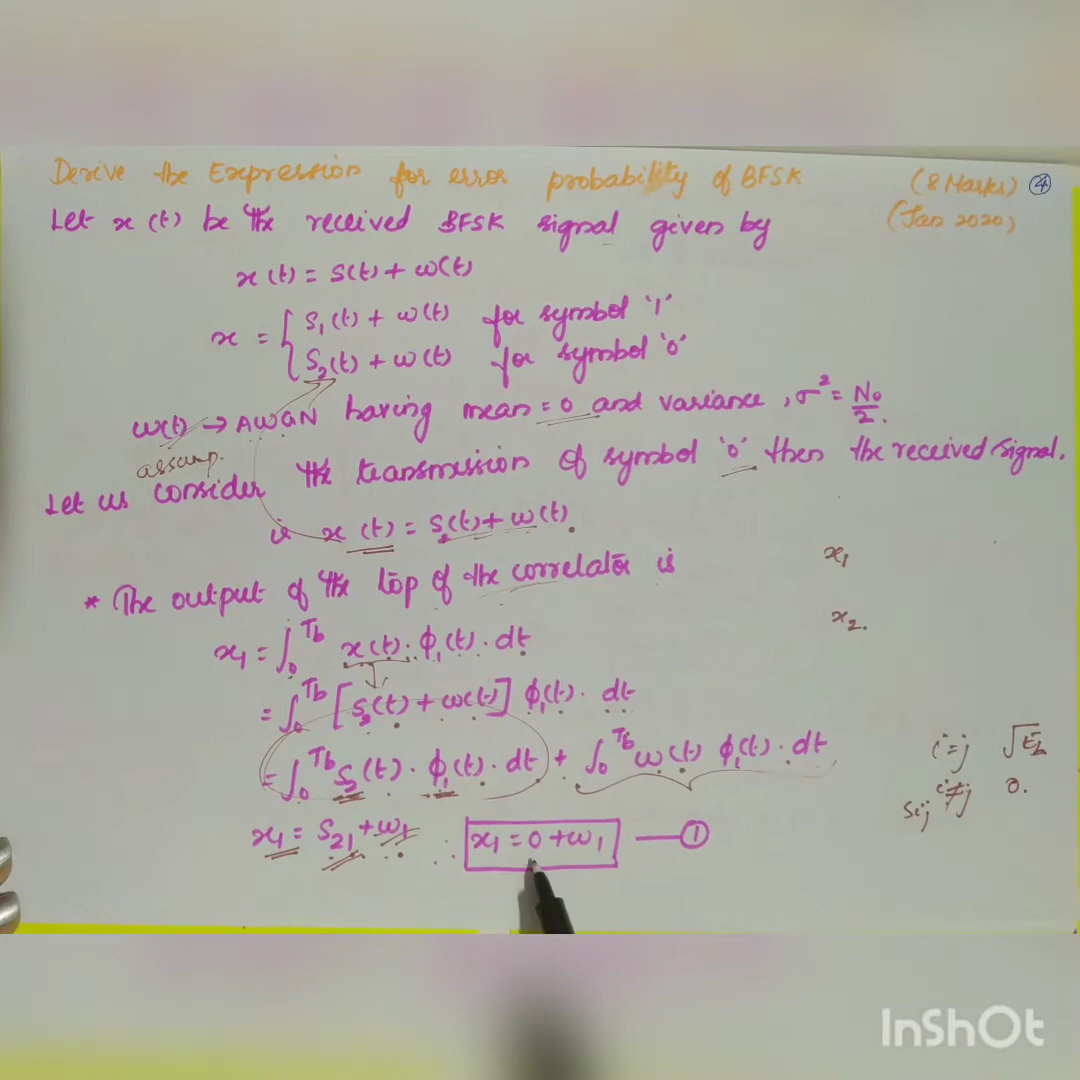 Derive the Expression for error probability of BFSK (8 Marks) ④
(Jan 2020)
Let x(t) be the received BFSK signal given by
x(t) = s(t) + w(t)
x = { S₁(t) + w(t) for symbol '1'
S₂(t) + w(t) for symbol '0'
w(t) → AWGN having mean = 0 and variance, σ² = N₀/2.
assump.
Let us consider the transmission of symbol '0' then the received signal.
is x(t) = S₂(t) + w(t).
x₁
* The output of the top of the correlator is
x₂.
x₁ = ∫₀^Tb x(t). ϕ₁(t). dt
= ∫₀^Tb [S₂(t) + w(t)] ϕ₁(t). dt
= ∫₀^Tb S₂(t). ϕ₁(t). dt + ∫₀^Tb w(t) ϕ₁(t). dt
i=j √Eb
Sij i≠j 0.
x₁ = S₂₁ + w₁ ∴ x₁ = 0 + w₁ — ①
InShOt